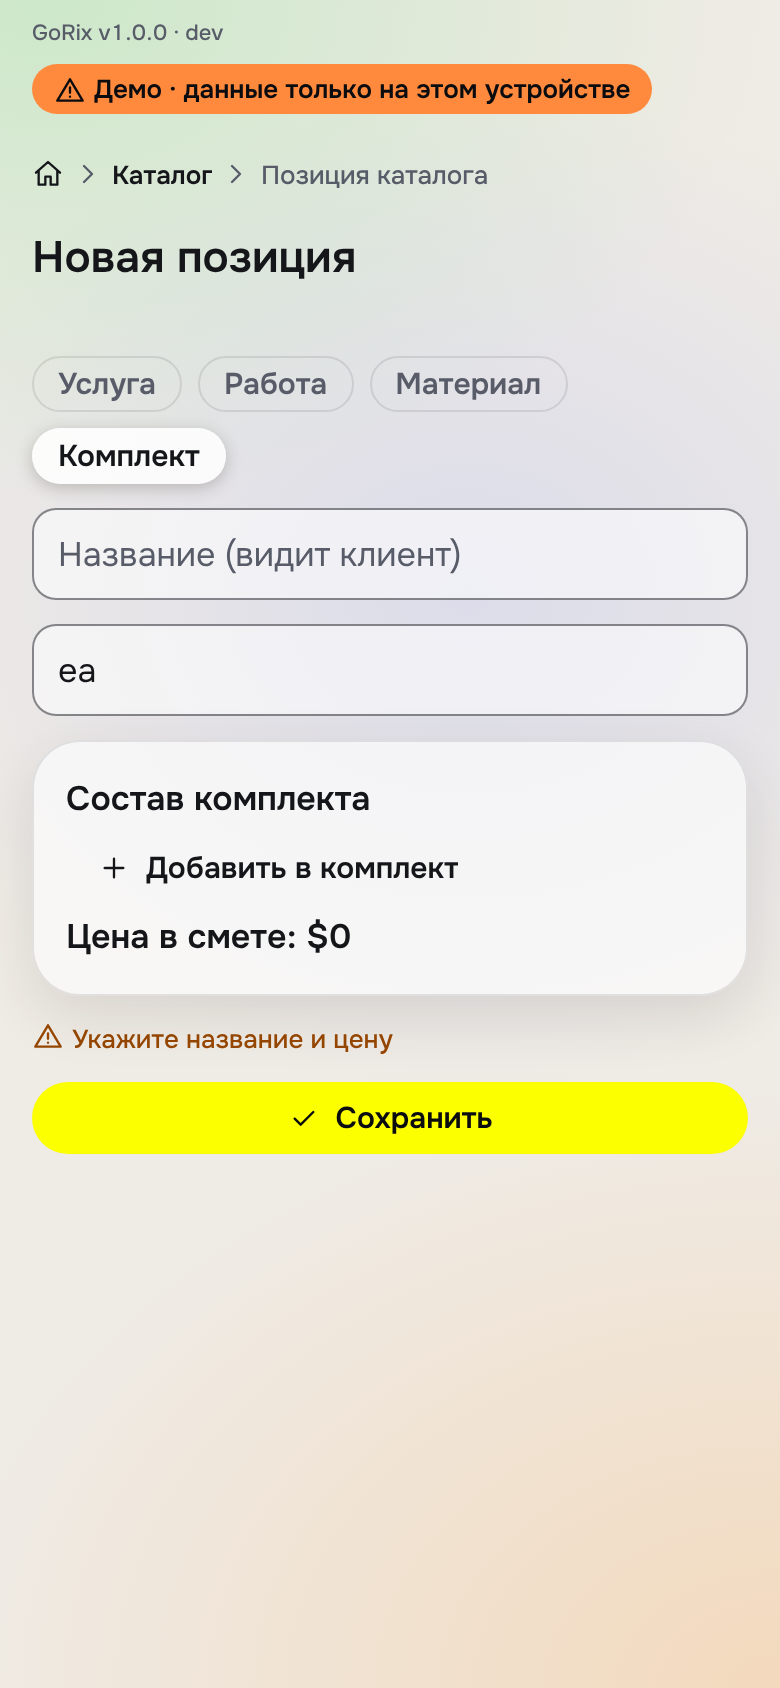 GoRix v1.0.0 · dev
Демо · данные только на этом устройстве
Каталог Позиция каталога
Новая позиция
Услуга Работа Материал
Комплект
Название (видит клиент)
ea
Состав комплекта
Добавить в комплект
Цена в смете: $0
Укажите название и цену
Сохранить